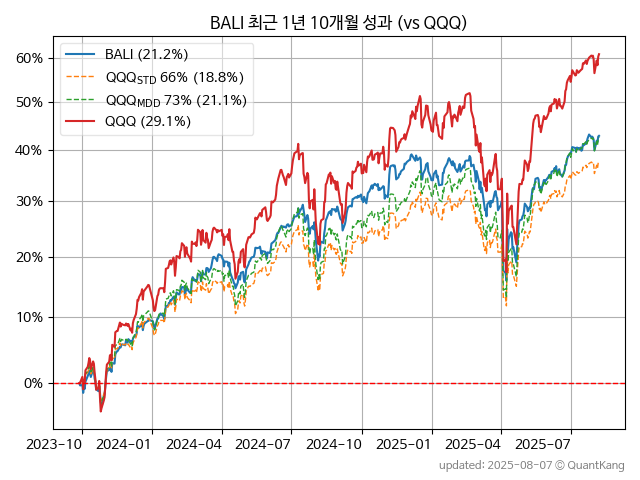 BALI 최근 1년 10개월 성과 (vs QQQ)
60%
50%
40%
30%
20%
10%
0%
BALI (21.2%)
QQQSTD 66% (18.8%)
QQQMDD 73% (21.1%)
QQQ (29.1%)
2023-10 2024-01 2024-04 2024-07 2024-10 2025-01 2025-04 2025-07
updated: 2025-08-07 © QuantKang